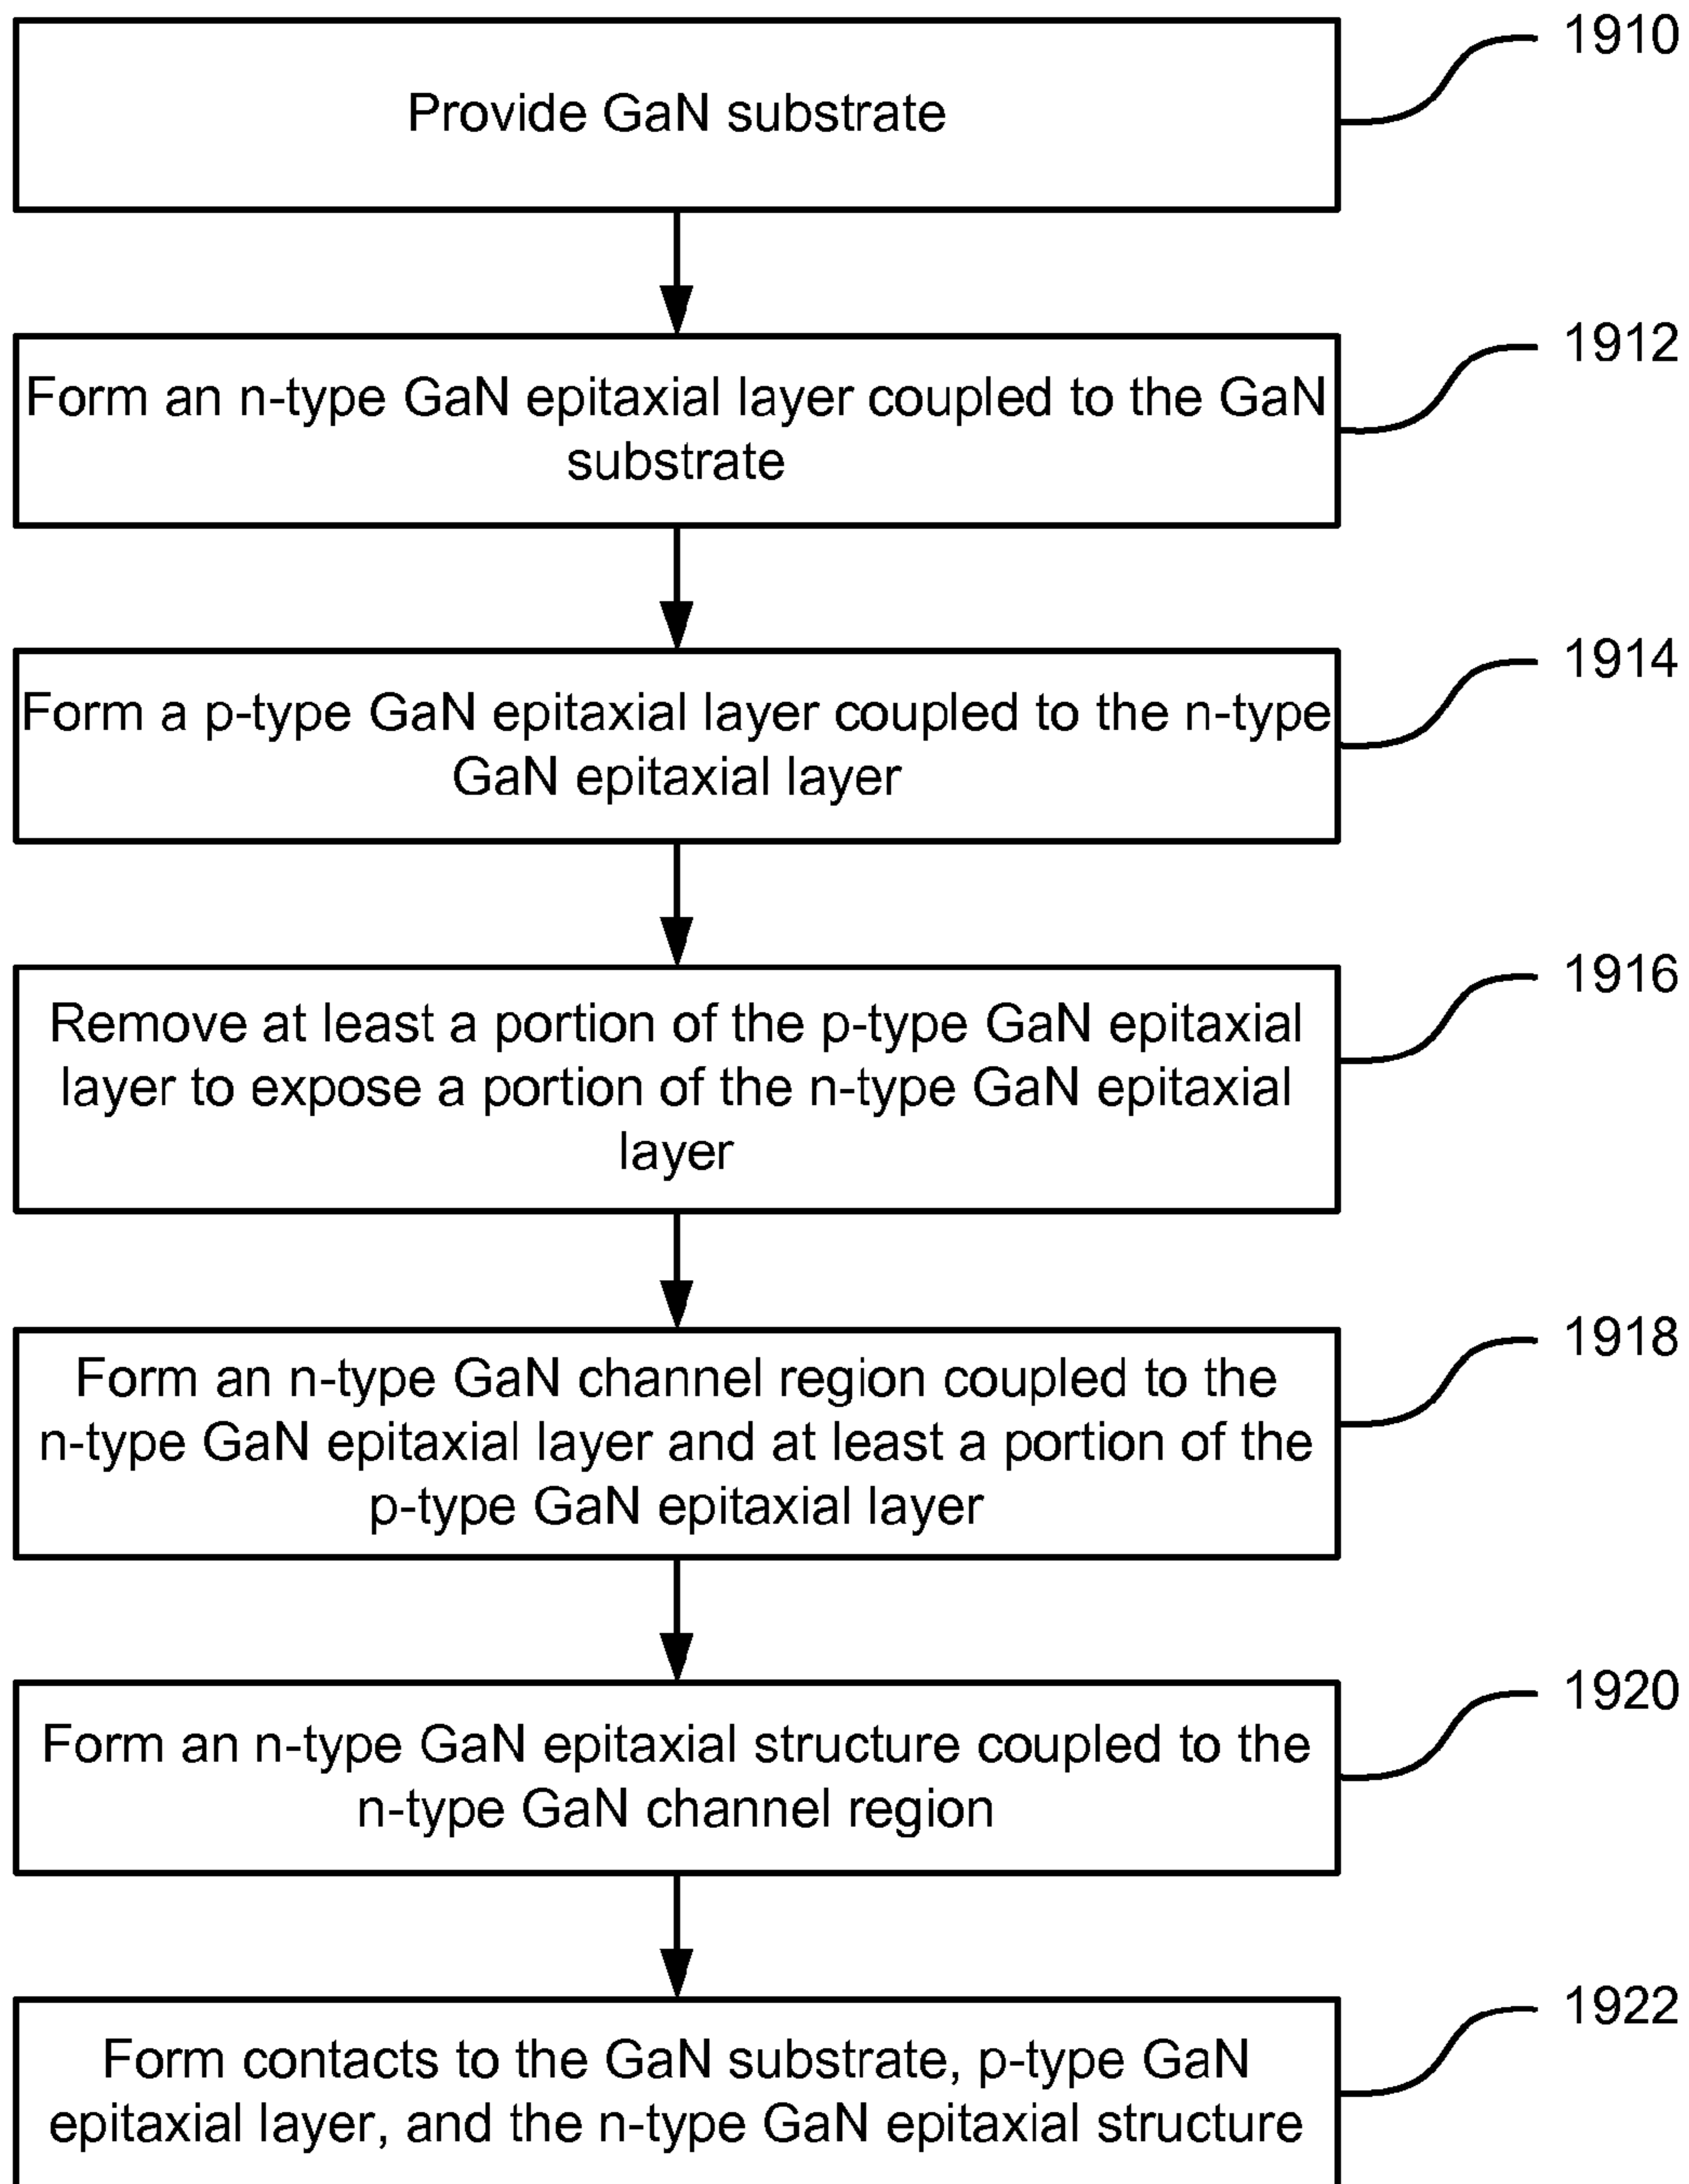 1910
Provide GaN substrate
1912
Form an n-type GaN epitaxial layer coupled to the GaN
substrate
1914
Form a p-type GaN epitaxial layer coupled to the n-type
GaN epitaxial layer
1916
Remove at least a portion of the p-type GaN epitaxial
layer to expose a portion of the n-type GaN epitaxial
layer
1918
Form an n-type GaN channel region coupled to the
n-type GaN epitaxial layer and at least a portion of the
p-type GaN epitaxial layer
1920
Form an n-type GaN epitaxial structure coupled to the
n-type GaN channel region
1922
Form contacts to the GaN substrate, p-type GaN
epitaxial layer, and the n-type GaN epitaxial structure